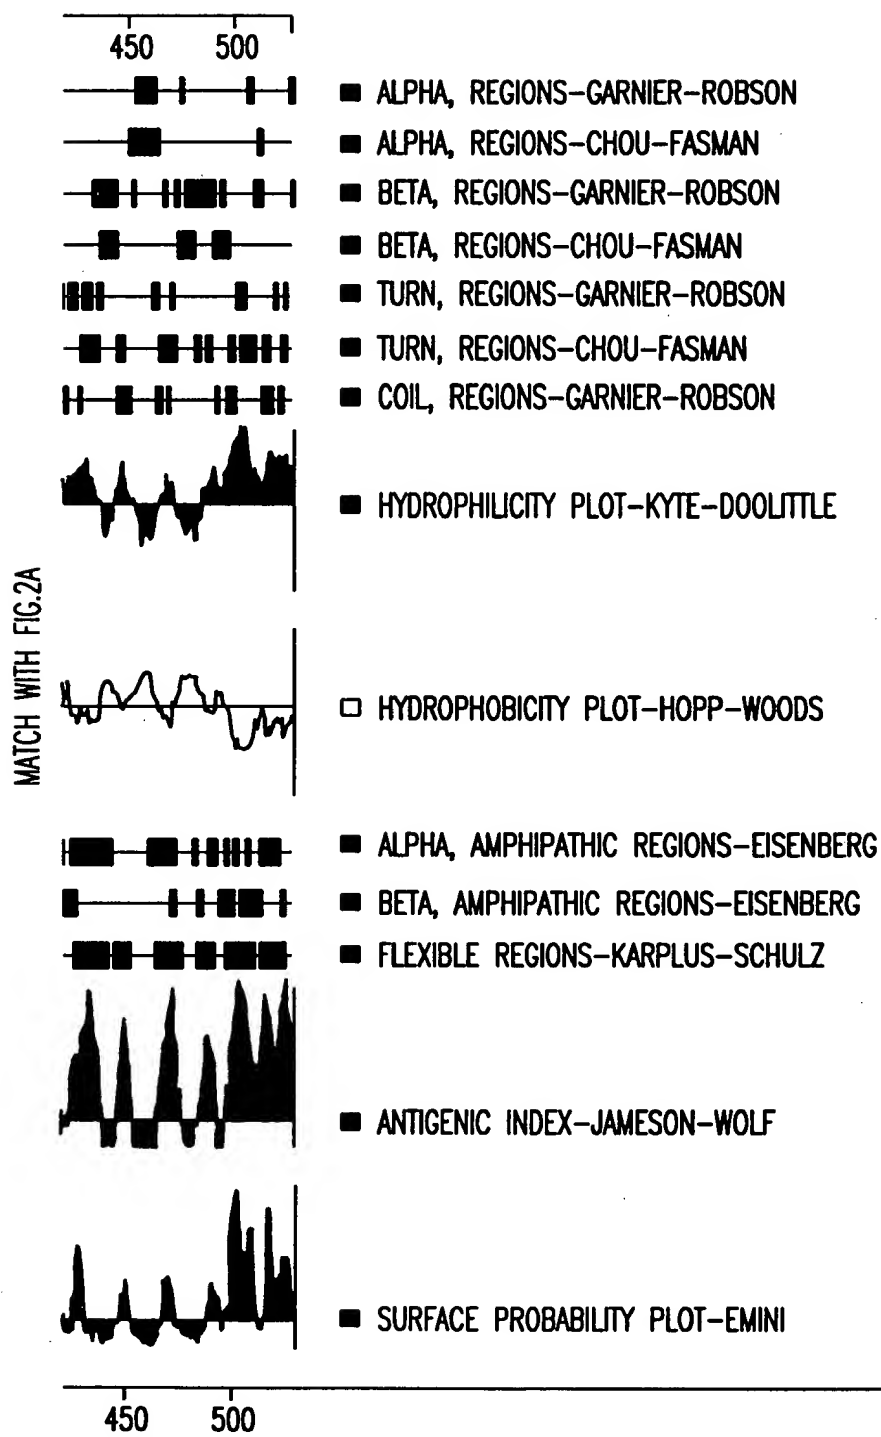 450 500
ALPHA, REGIONS-GARNIER-ROBSON
ALPHA, REGIONS-CHOU-FASMAN
BETA, REGIONS-GARNIER-ROBSON
BETA, REGIONS-CHOU-FASMAN
TURN, REGIONS-GARNIER-ROBSON
TURN, REGIONS-CHOU-FASMAN
COIL, REGIONS-GARNIER-ROBSON
HYDROPHILICITY PLOT-KYTE-DOOLITTLE
MATCH WITH FIG.2A
HYDROPHOBICITY PLOT-HOPP-WOODS
ALPHA, AMPHIPATHIC REGIONS-EISENBERG
BETA, AMPHIPATHIC REGIONS-EISENBERG
FLEXIBLE REGIONS-KARPLUS-SCHULZ
ANTIGENIC INDEX-JAMESON-WOLF
SURFACE PROBABILITY PLOT-EMINI
450 500